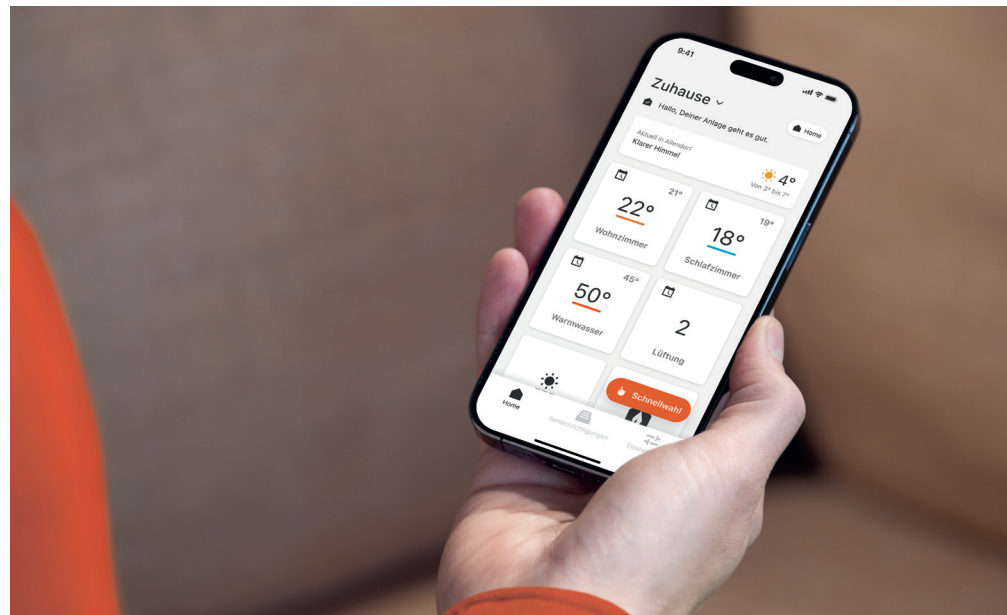 9:41
Zuhause
Hallo, Deiner Anlage geht es gut.
Home
Aktuell in Allendorf
Klarer Himmel
4°
Von 3° bis 7°
21°
22°
Wohnzimmer
19°
18°
Schlafzimmer
45°
50°
Warmwasser
2
Lüftung
Schnellwahl
Home
Benachrichtigungen